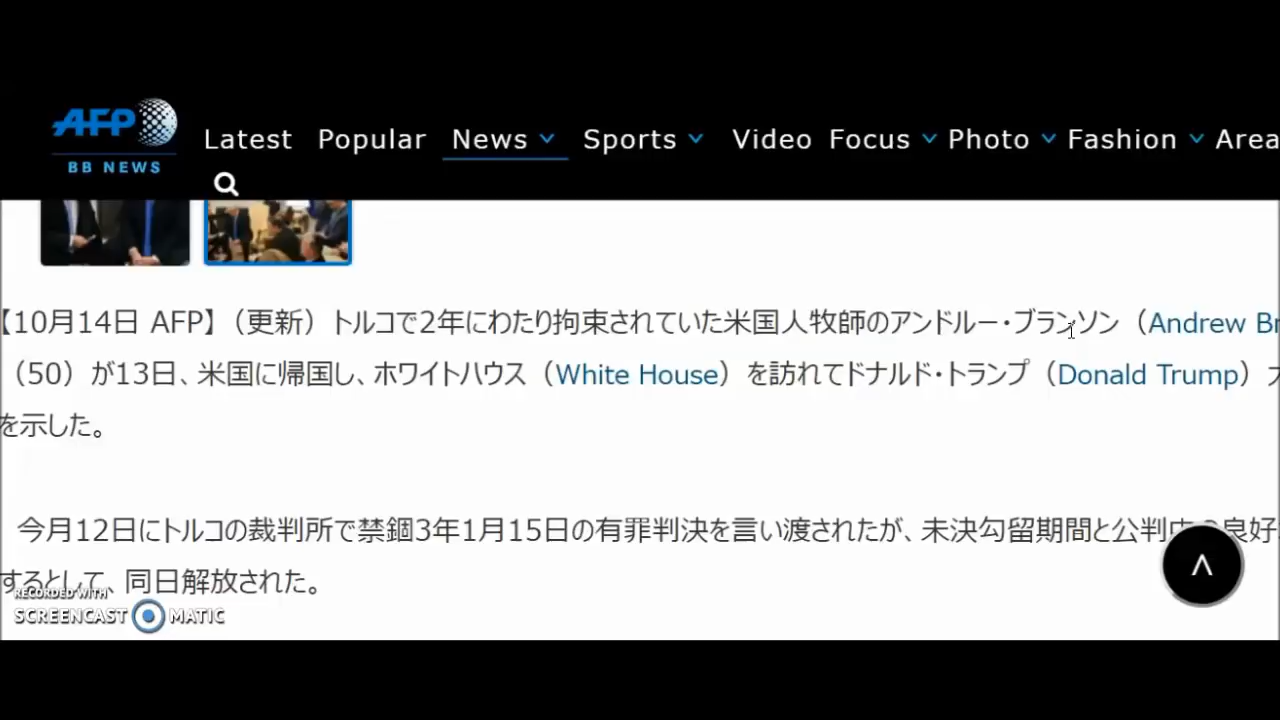 AFP
BB NEWS
Latest Popular News Sports Video Focus Photo Fashion Area
【10月14日 AFP】（更新）トルコで2年にわたり拘束されていた米国人牧師のアンドルー・ブランソン（Andrew Br
（50）が13日、米国に帰国し、ホワイトハウス（White House）を訪れてドナルド・トランプ（Donald Trump）大
を示した。
今月12日にトルコの裁判所で禁錮3年1月15日の有罪判決を言い渡されたが、未決勾留期間と公判中の良好
するとして、同日解放された。
RECORDED WITH
SCREENCAST MATIC